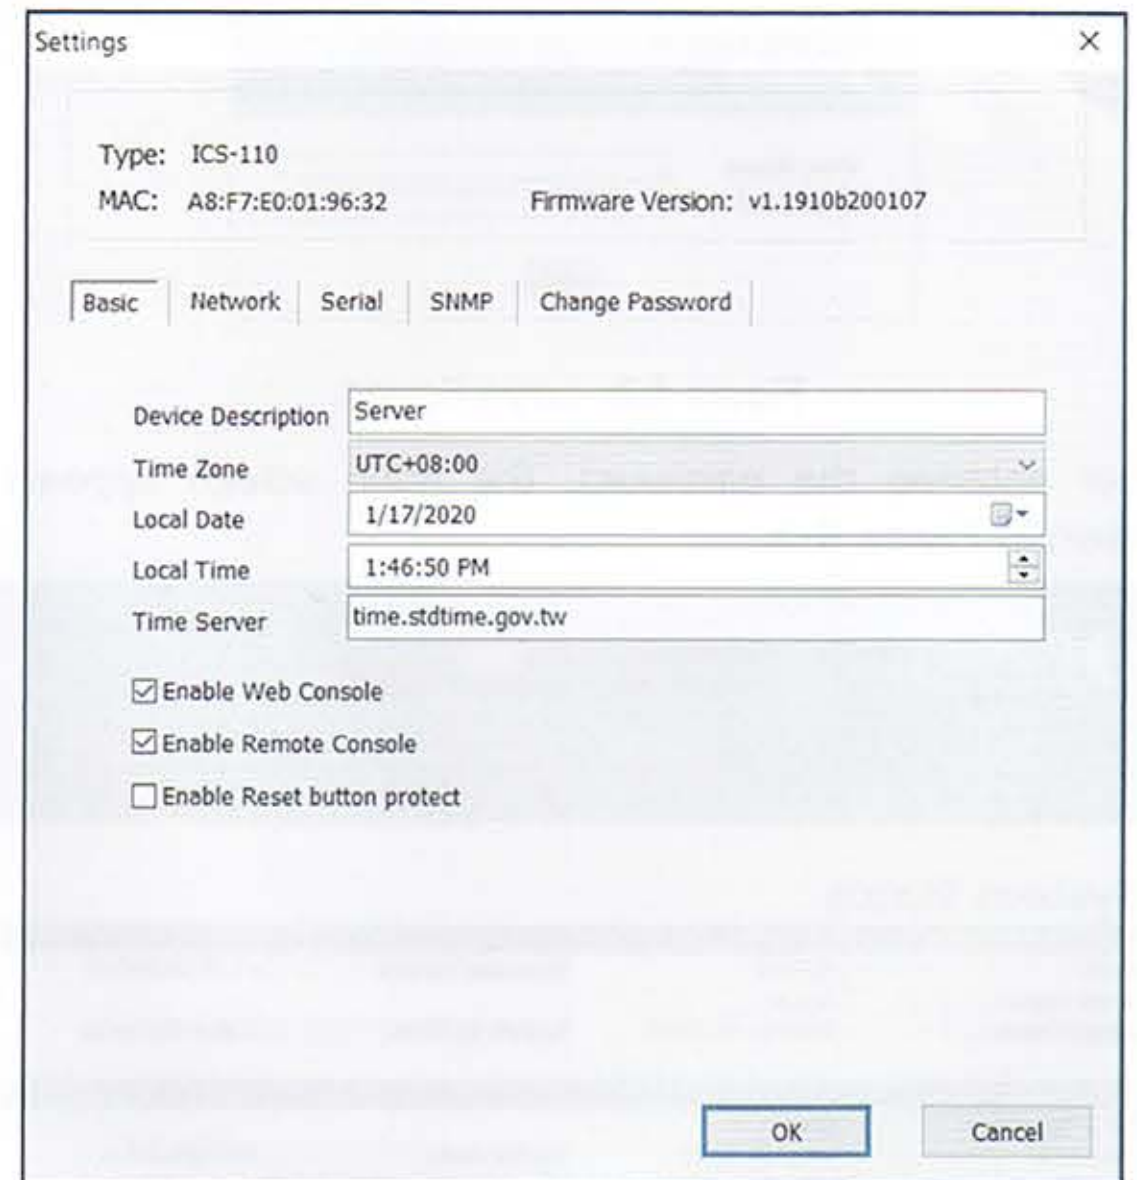 Settings
Type: ICS-110
MAC: A8:F7:E0:01:96:32 Firmware Version: v1.1910b200107
Basic Network Serial SNMP Change Password
Device Description Server
Time Zone UTC+08:00
Local Date 1/17/2020
Local Time 1:46:50 PM
Time Server time.stdtime.gov.tw
Enable Web Console
Enable Remote Console
Enable Reset button protect
OK Cancel